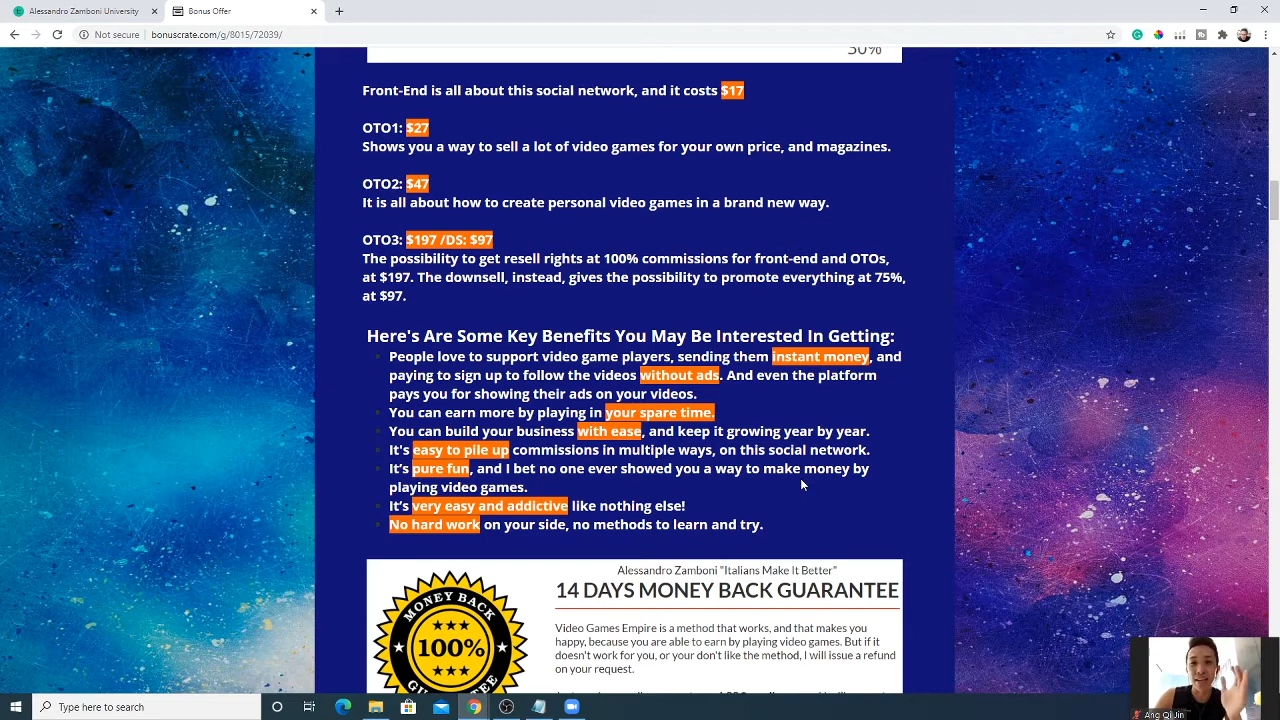 Alessandro Zamboni University
Bonus Offer
Not secure
bonuscrate.com/g/8015/72039/
30%
Front-End is all about this social network, and it costs $17
OTO1: $27
Shows you a way to sell a lot of video games for your own price, and magazines.
OTO2: $47
It is all about how to create personal video games in a brand new way.
OTO3: $197 /DS: $97
The possibility to get resell rights at 100% commissions for front-end and OTOs,
at $197. The downsell, instead, gives the possibility to promote everything at 75%,
at $97.
Here's Are Some Key Benefits You May Be Interested In Getting:
People love to support video game players, sending them instant money, and
paying to sign up to follow the videos without ads. And even the platform
pays you for showing their ads on your videos.
You can earn more by playing in your spare time.
You can build your business with ease, and keep it growing year by year.
It's easy to pile up commissions in multiple ways, on this social network.
It's pure fun, and I bet no one ever showed you a way to make money by
playing video games.
It's very easy and addictive like nothing else!
No hard work on your side, no methods to learn and try.
Alessandro Zamboni "Italians Make It Better"
14 DAYS MONEY BACK GUARANTEE
MONEY BACK
100%
Video Games Empire is a method that works, and that makes you
happy, because you are able to earn by playing video games. But if it
doesn't work for you, or your don't like the method, I will issue a refund
on your request.
Type here to search
Ang QiJin